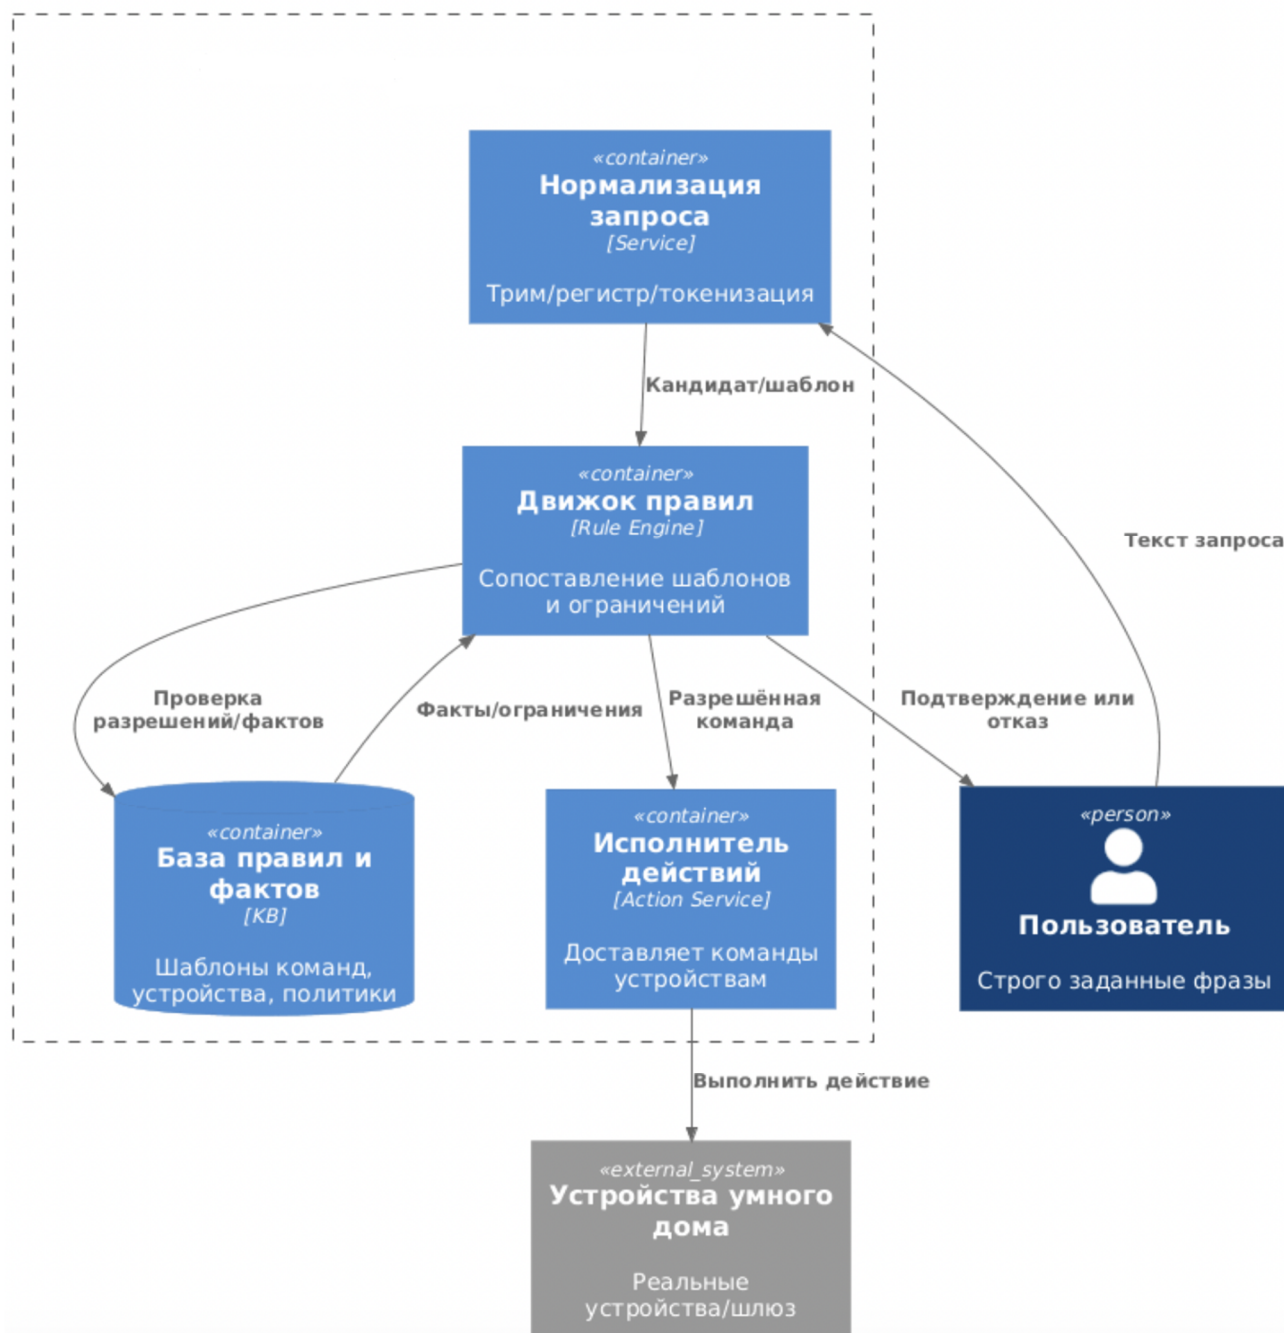 «container»
Нормализация
запроса
[Service]
Трим/регистр/токенизация
Кандидат/шаблон
«container»
Движок правил
[Rule Engine]
Сопоставление шаблонов
и ограничений
Текст запроса
Проверка
разрешений/фактов
Факты/ограничения
Разрешённая
команда
Подтверждение или
отказ
«container»
База правил и
фактов
[KB]
Шаблоны команд,
устройства, политики
«container»
Исполнитель
действий
[Action Service]
Доставляет команды
устройствам
«person»
Пользователь
Строго заданные фразы
Выполнить действие
«external_system»
Устройства умного
дома
Реальные
устройства/шлюз